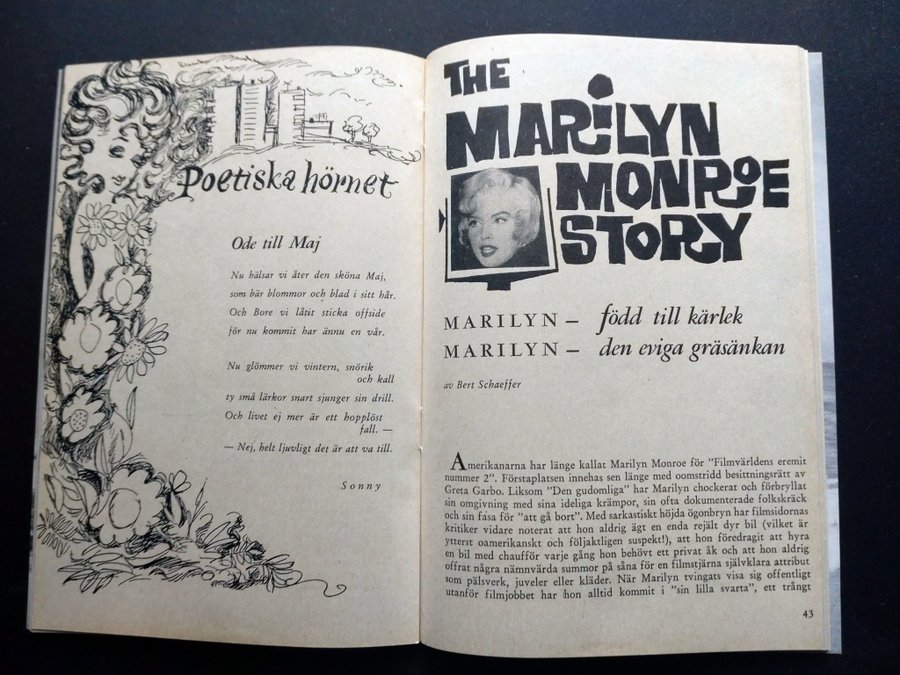 Poetiska hörnet
Ode till Maj
Nu hälsar vi åter den sköna Maj,
som bär blommor och blad i sitt hår.
Och Bore vi låtit sticka offside
för nu kommit har ännu en vår.
Nu glömmer vi vintern, snörik
och kall
ty små lärkor snart sjunger sin drill.
Och livet ej mer är ett hopplöst
fall. —
— Nej, helt ljuvligt det är att va till.
Sonny
THE
MARILYN
MONROE
STORY
MARILYN – född till kärlek
MARILYN – den eviga gräsänkan
av Bert Schaeffer
Amerikanarna har länge kallat Marilyn Monroe för "Filmvärldens eremit
nummer 2". Förstaplatsen innehas sen länge med oomstridd besittningsrätt av
Greta Garbo. Liksom "Den gudomliga" har Marilyn chockerat och förbryllat
sin omgivning med sina ideliga krämpor, sin ofta dokumenterade folkskräck
och sin fasa för "att gå bort". Med sarkastiskt höjda ögonbryn har filmsidornas
kritiker vidare noterat att hon aldrig ägt en enda rejält dyr bil (vilket är
ytterst oamerikanskt och följaktligen suspekt!), att hon föredragit att hyra
en bil med chaufför varje gång hon behövt ett privat åk och att hon aldrig
offrat några nämnvärda summor på såna för en filmstjärna självklara attribut
som pälsverk, juveler eller kläder. När Marilyn tvingats visa sig offentligt
utanför filmjobbet har hon alltid kommit i "sin lilla svarta", ett trångt
43